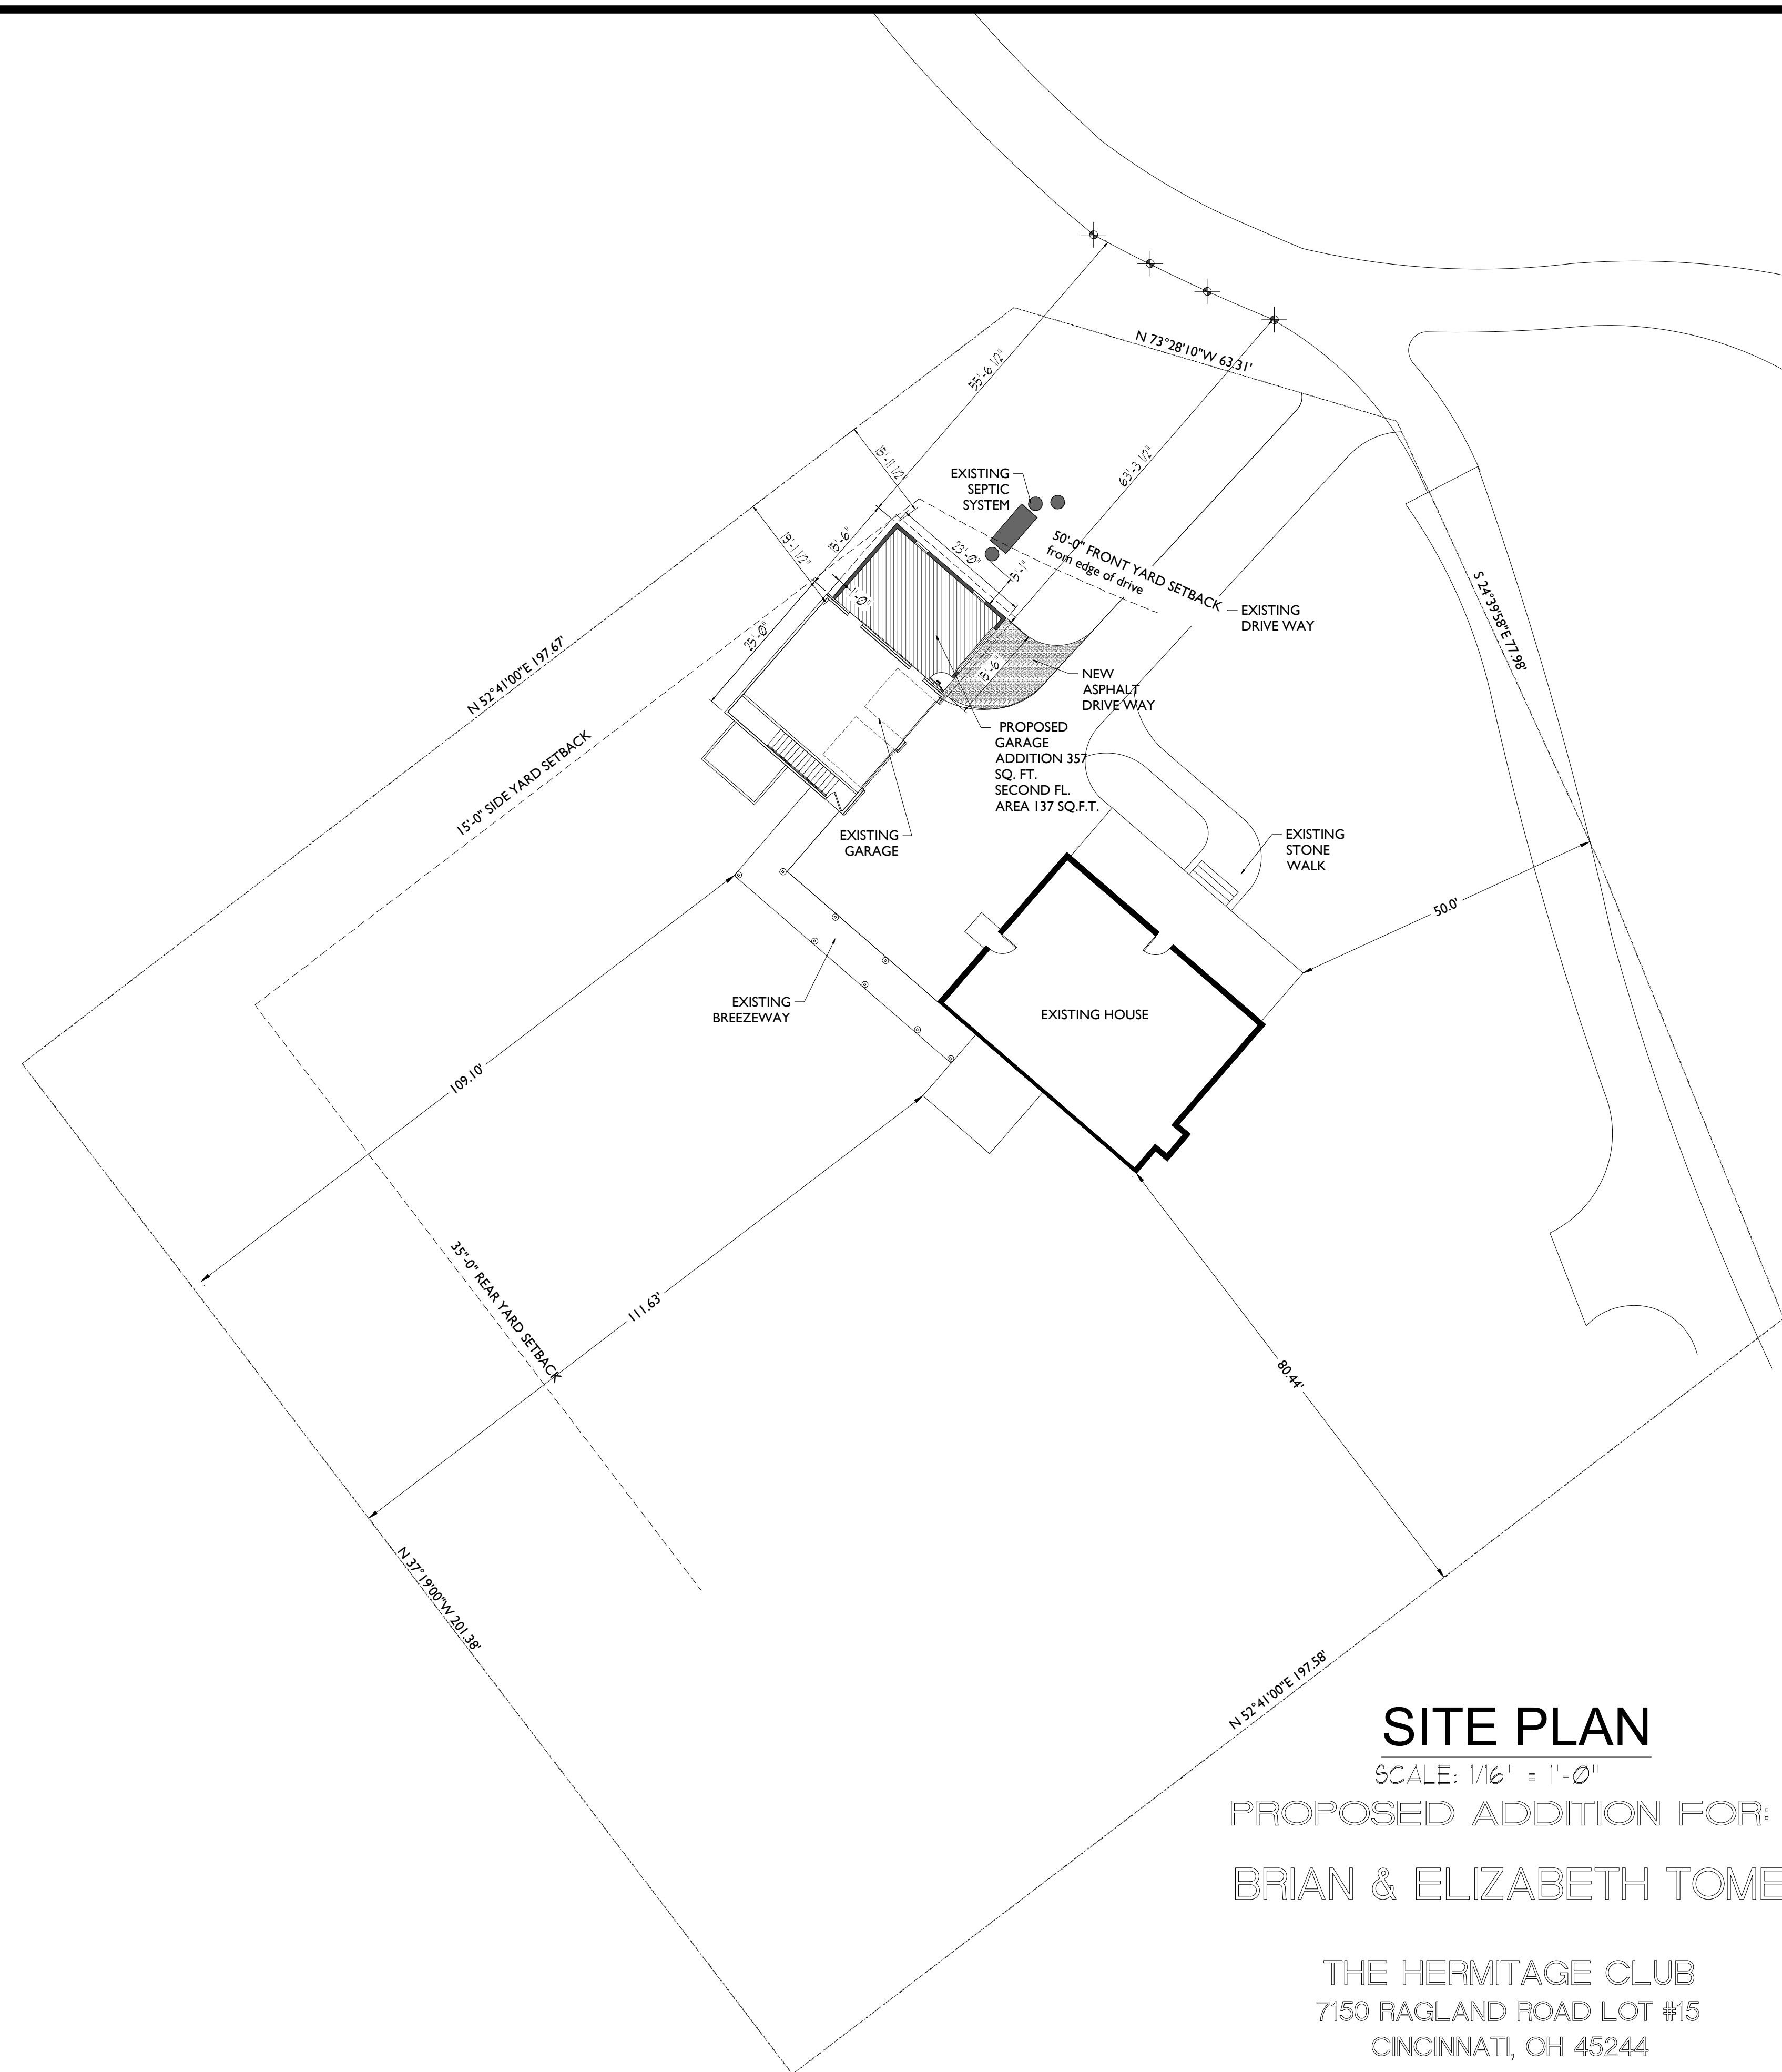 N 73°28'10"W 63.31'
55'-6 1/2"
15'-11 1/2"
EXISTING
SEPTIC
SYSTEM
63'-3 1/2"
19'-1 1/2"
15'-6"
23'-0"
15'-1"
50'-0" FRONT YARD SETBACK
from edge of drive
S 24°39'58"E 77.98'
EXISTING
DRIVE WAY
25'-0"
15'-6"
NEW
ASPHALT
DRIVE WAY
N 52°41'00"E 197.67'
PROPOSED
GARAGE
ADDITION 357
SQ. FT.
SECOND FL.
AREA 137 SQ.F.T.
15'-0" SIDE YARD SETBACK
EXISTING
GARAGE
EXISTING
STONE
WALK
50.0'
EXISTING
BREEZEWAY
EXISTING HOUSE
109.10'
35"-0" REAR YARD SETBACK
111.63'
80.44'
N 37°19'00"W 201.38'
N 52°41'00"E 197.58'
SITE PLAN
SCALE: 1/16" = 1'-0"
PROPOSED ADDITION FOR:
BRIAN & ELIZABETH TOME
THE HERMITAGE CLUB
7150 RAGLAND ROAD LOT #15
CINCINNATI, OH 45244